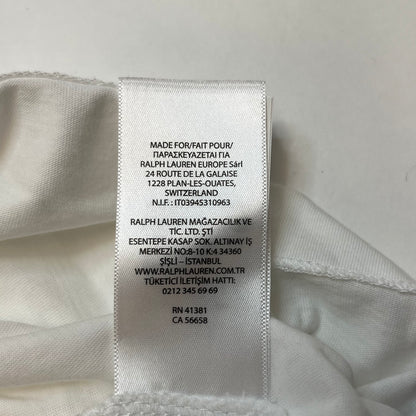 MADE FOR/FAIT POUR/
ΠΑΡΑΣΚΕΥΑΖΕΤΑΙ ΓΙΑ
RALPH LAUREN EUROPE Sárl
24 ROUTE DE LA GALAISE
1228 PLAN-LES-OUATES,
SWITZERLAND
N.I.F. : IT03945310963
RALPH LAUREN MAĞAZACILIK VE
TİC. LTD. ŞTİ
ESENTEPE KASAP SOK. ALTINAY İŞ
MERKEZİ NO:8-10 K:4 34360
ŞİŞLİ – İSTANBUL
WWW.RALPHLAUREN.COM.TR
TÜKETİCİ İLETİŞİM HATTI:
0212 345 69 69
RN 41381
CA 56658